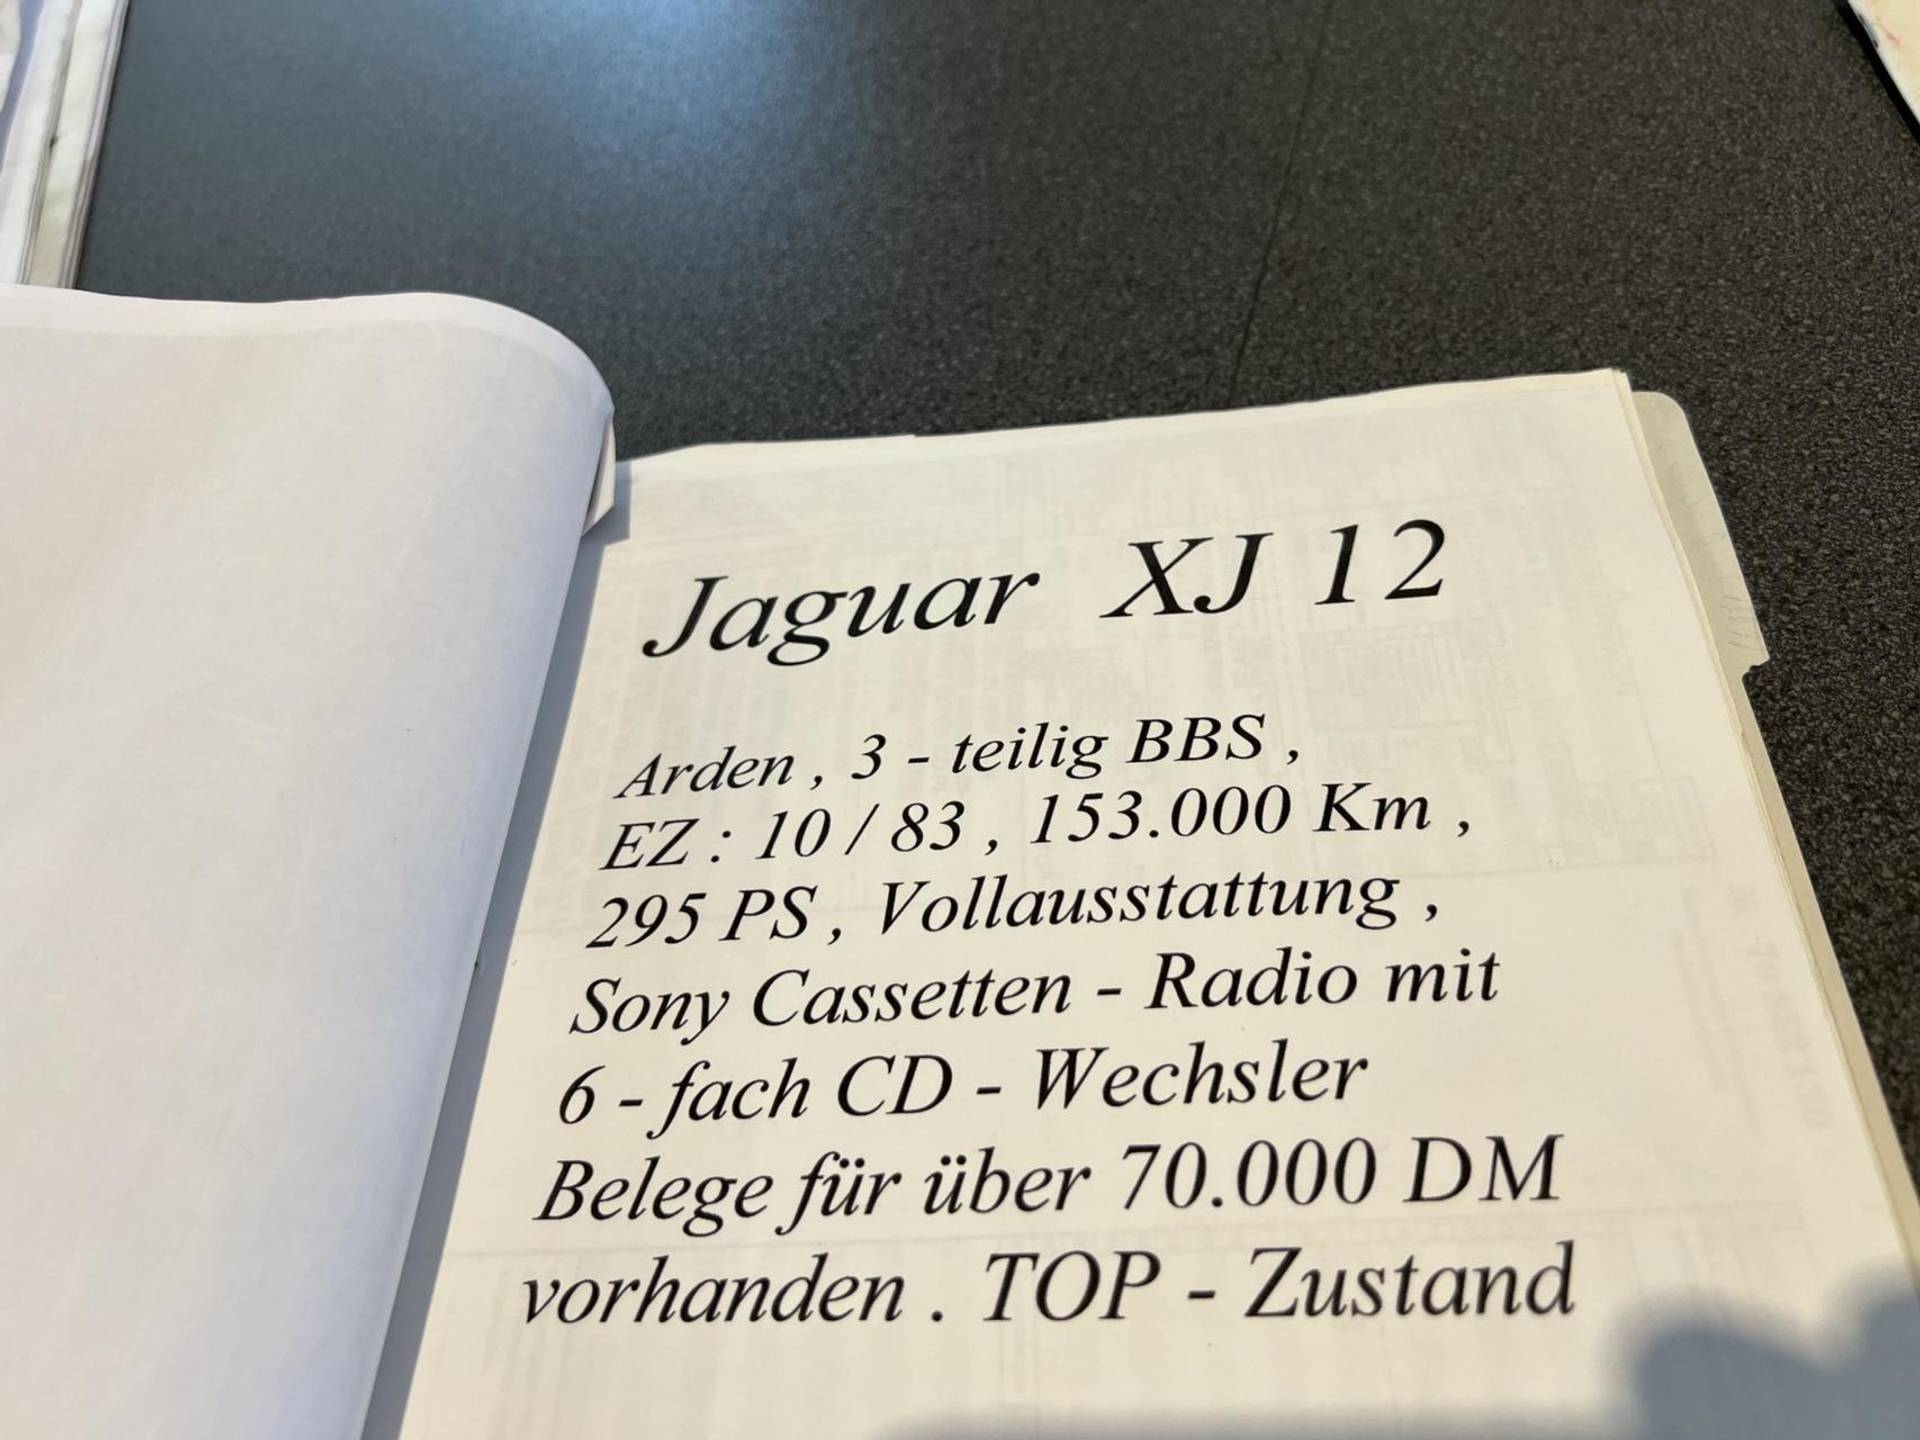 Jaguar XJ 12
Arden , 3 - teilig BBS ,
EZ : 10 / 83 , 153.000 Km ,
295 PS , Vollausstattung ,
Sony Cassetten - Radio mit
6 - fach CD - Wechsler
Belege für über 70.000 DM
vorhanden . TOP - Zustand